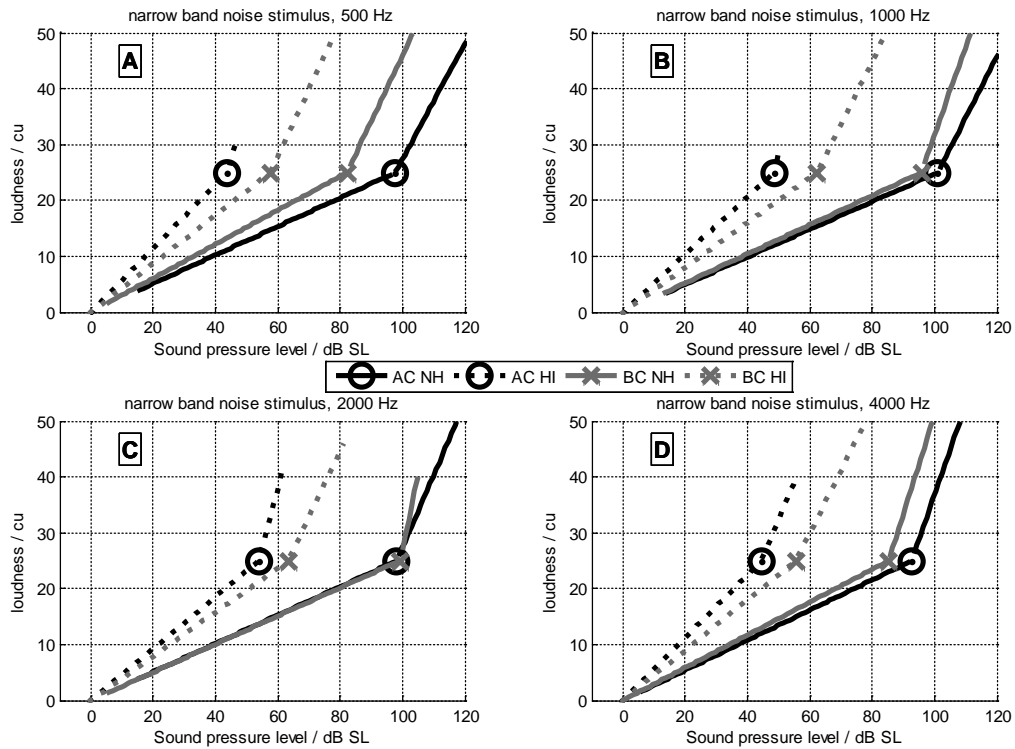 narrow band noise stimulus, 500 Hz
narrow band noise stimulus, 1000 Hz
50
40
30
20
10
0
loudness / cu
A
0 20 40 60 80 100 120
Sound pressure level / dB SL
50
40
30
20
10
0
loudness / cu
B
0 20 40 60 80 100 120
Sound pressure level / dB SL
AC NH AC HI BC NH BC HI
narrow band noise stimulus, 2000 Hz
narrow band noise stimulus, 4000 Hz
50
40
30
20
10
0
loudness / cu
C
0 20 40 60 80 100 120
Sound pressure level / dB SL
50
40
30
20
10
0
loudness / cu
D
0 20 40 60 80 100 120
Sound pressure level / dB SL